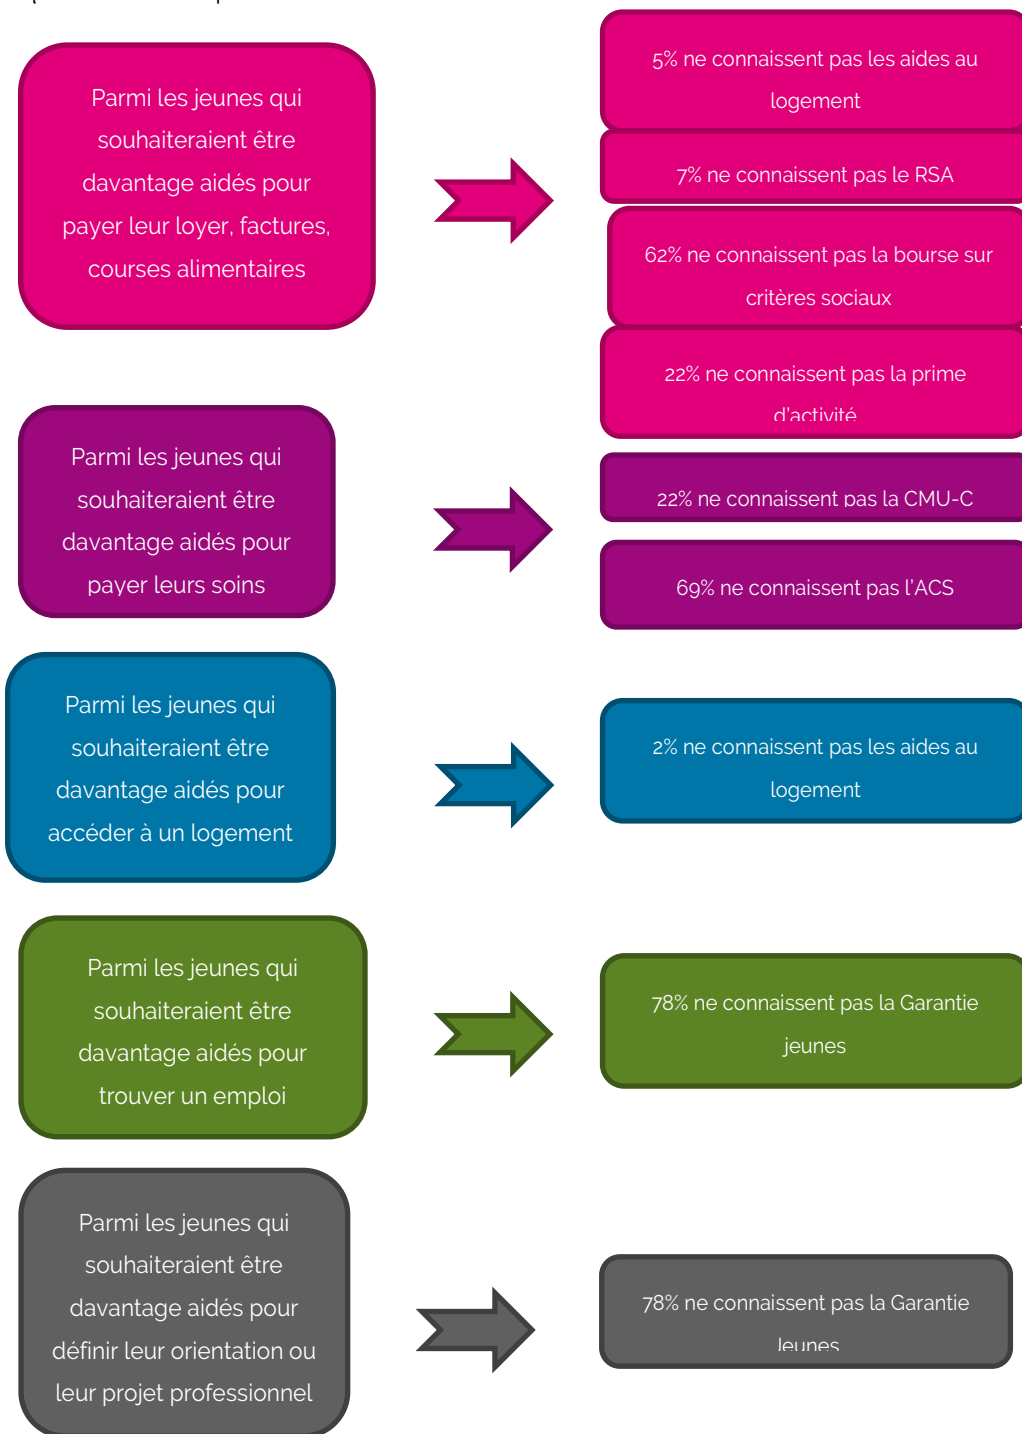 Parmi les jeunes qui
souhaiteraient être
davantage aidés pour
payer leur loyer, factures,
courses alimentaires
5% ne connaissent pas les aides au
logement
7% ne connaissent pas le RSA
62% ne connaissent pas la bourse sur
critères sociaux
22% ne connaissent pas la prime
d'activité
Parmi les jeunes qui
souhaiteraient être
davantage aidés pour
payer leurs soins
22% ne connaissent pas la CMU-C
69% ne connaissent pas l'ACS
Parmi les jeunes qui
souhaiteraient être
davantage aidés pour
accéder à un logement
2% ne connaissent pas les aides au
logement
Parmi les jeunes qui
souhaiteraient être
davantage aidés pour
trouver un emploi
78% ne connaissent pas la Garantie
jeunes
Parmi les jeunes qui
souhaiteraient être
davantage aidés pour
définir leur orientation ou
leur projet professionnel
78% ne connaissent pas la Garantie
Jeunes